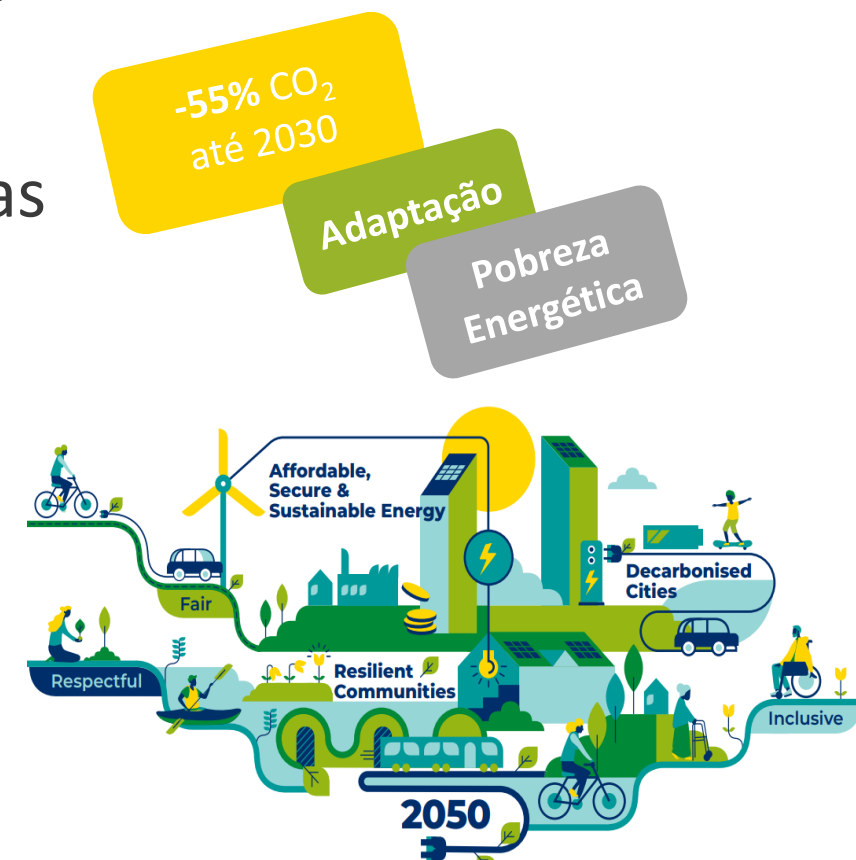 -55% CO₂
até 2030
as
Adaptação
Pobreza
Energética
Affordable,
Secure &
Sustainable Energy
Decarbonised
Cities
Fair
Respectful
Resilient
Communities
Inclusive
2050